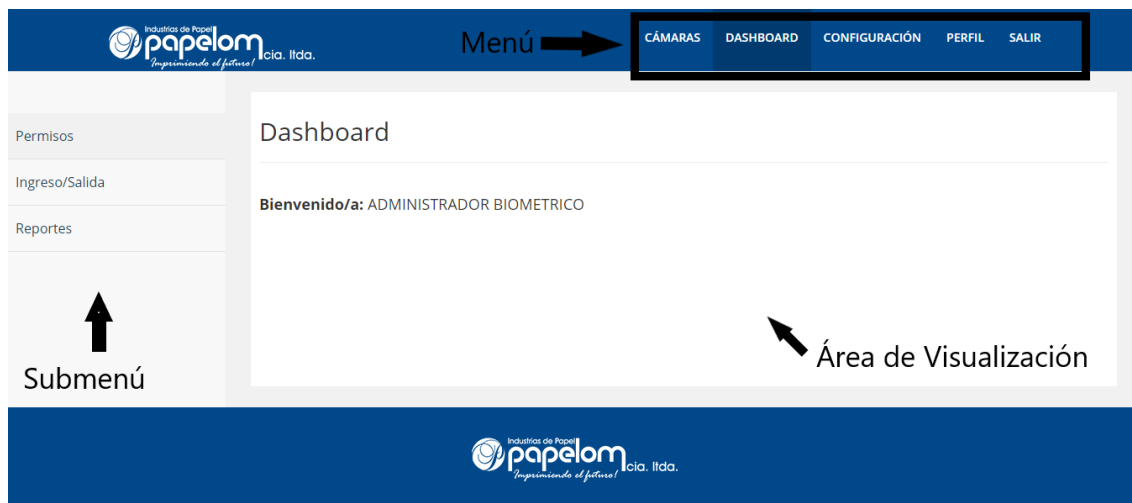 Industrias de Papel
papelom cia. ltda.
Imprimiendo el futuro!
Menú
CÁMARAS DASHBOARD CONFIGURACIÓN PERFIL SALIR
Permisos
Ingreso/Salida
Reportes
Submenú
Dashboard
Bienvenido/a: ADMINISTRADOR BIOMETRICO
Área de Visualización
Industrias de Papel
papelom cia. ltda.
Imprimiendo el futuro!